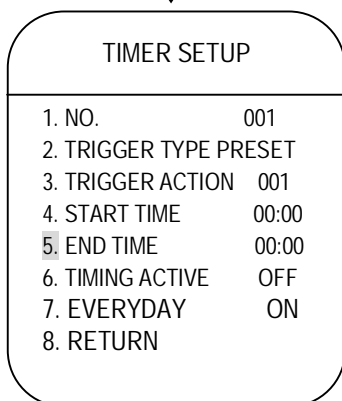 TIMER SETUP
1. NO. 001
2. TRIGGER TYPE PRESET
3. TRIGGER ACTION 001
4. START TIME 00:00
5. END TIME 00:00
6. TIMING ACTIVE OFF
7. EVERYDAY ON
8. RETURN